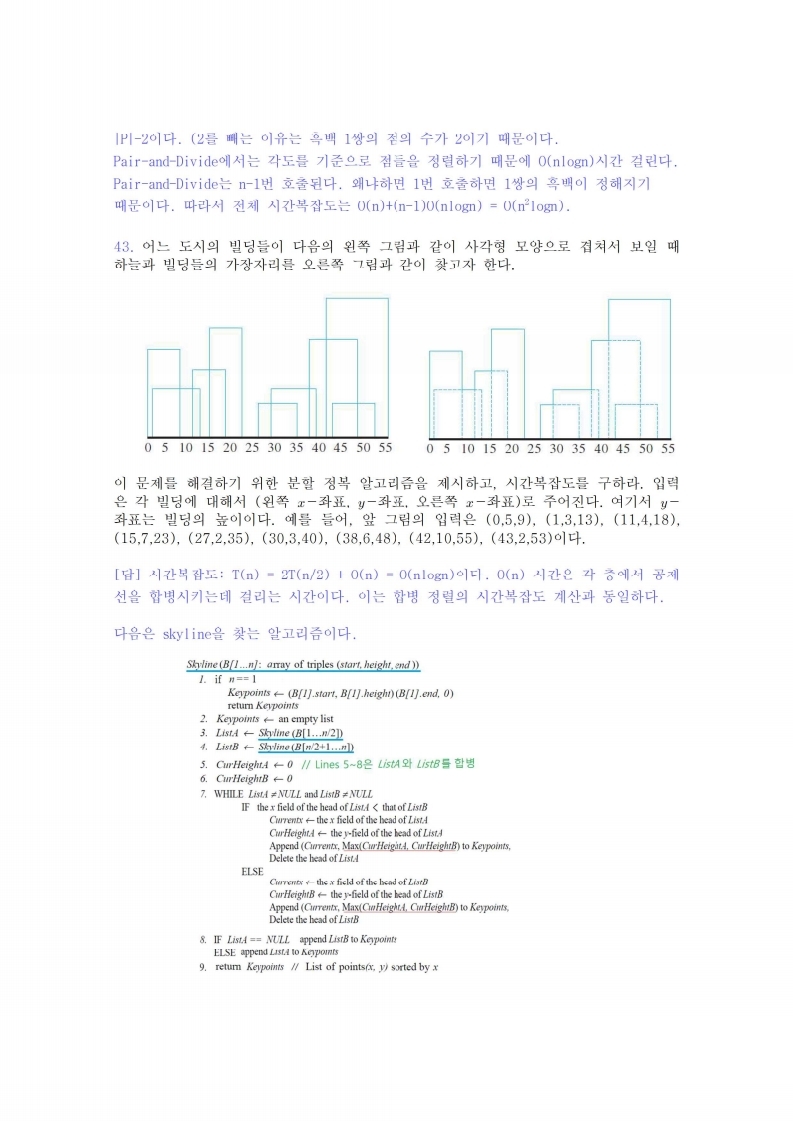 |P|-2이다. (2를 빼는 이유는 흑백 1쌍의 점의 수가 2이기 때문이다.
Pair-and-Divide에서는 각도를 기준으로 점들을 정렬하기 때문에 O(nlogn)시간 걸린다.
Pair-and-Divide는 n-1번 호출된다. 왜냐하면 1번 호출하면 1쌍의 흑백이 정해지기
때문이다. 따라서 전체 시간복잡도는 O(n)+(n-1)O(nlogn) = O(n²logn).
43. 어느 도시의 빌딩들이 다음의 왼쪽 그림과 같이 사각형 모양으로 겹쳐서 보일 때
하늘과 빌딩들의 가장자리를 오른쪽 그림과 같이 찾고자 한다.
0 5 10 15 20 25 30 35 40 45 50 55
0 5 10 15 20 25 30 35 40 45 50 55
이 문제를 해결하기 위한 분할 정복 알고리즘을 제시하고, 시간복잡도를 구하라. 입력
은 각 빌딩에 대해서 (왼쪽 x-좌표, y-좌표, 오른쪽 x-좌표)로 주어진다. 여기서 y-
좌표는 빌딩의 높이이다. 예를 들어, 앞 그림의 입력은 (0,5,9), (1,3,13), (11,4,18),
(15,7,23), (27,2,35), (30,3,40), (38,6,48), (42,10,55), (43,2,53)이다.
[답] 시간복잡도: T(n) = 2T(n/2) + O(n) = O(nlogn)이다. O(n) 시간은 각 층에서 공제
선을 합병시키는데 걸리는 시간이다. 이는 합병 정렬의 시간복잡도 계산과 동일하다.
다음은 skyline을 찾는 알고리즘이다.
Skyline (B[1...n]: array of triples (start, height, end))
1. if n == 1
Keypoints ← (B[1].start, B[1].height)(B[1].end, 0)
return Keypoints
2. Keypoints ← an empty list
3. ListA ← Skyline (B[1...n/2])
4. ListB ← Skyline (B[n/2+1...n])
5. CurHeightA ← 0 // Lines 5~8은 ListA와 ListB를 합병
6. CurHeightB ← 0
7. WHILE ListA ≠ NULL and ListB ≠ NULL
IF the x field of the head of ListA < that of ListB
Currentx ← the x field of the head of ListA
CurHeightA ← the y-field of the head of ListA
Append (Currentx, Max(CurHeightA, CurHeightB) to Keypoints,
Delete the head of ListA
ELSE
Currentx ← the x field of the head of ListB
CurHeightB ← the y-field of the head of ListB
Append (Currentx, Max(CurHeightA, CurHeightB) to Keypoints,
Delete the head of ListB
8. IF ListA == NULL append ListB to Keypoints
ELSE append ListA to Keypoints
9. return Keypoints // List of points(x, y) sorted by x